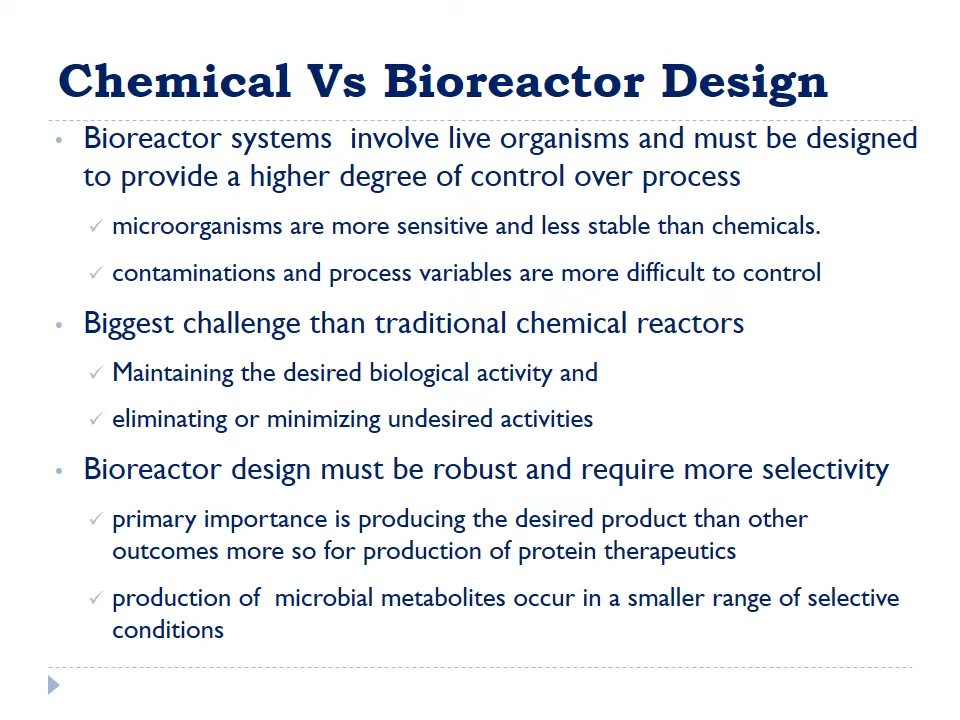 Chemical Vs Bioreactor Design
• Bioreactor systems  involve live organisms and must be designed
to provide a higher degree of control over process
✓ microorganisms are more sensitive and less stable than chemicals.
✓ contaminations and process variables are more difficult to control
• Biggest challenge than traditional chemical reactors
✓ Maintaining the desired biological activity and
✓ eliminating or minimizing undesired activities
• Bioreactor design must be robust and require more selectivity
✓ primary importance is producing the desired product than other
outcomes more so for production of protein therapeutics
✓ production of  microbial metabolites occur in a smaller range of selective
conditions